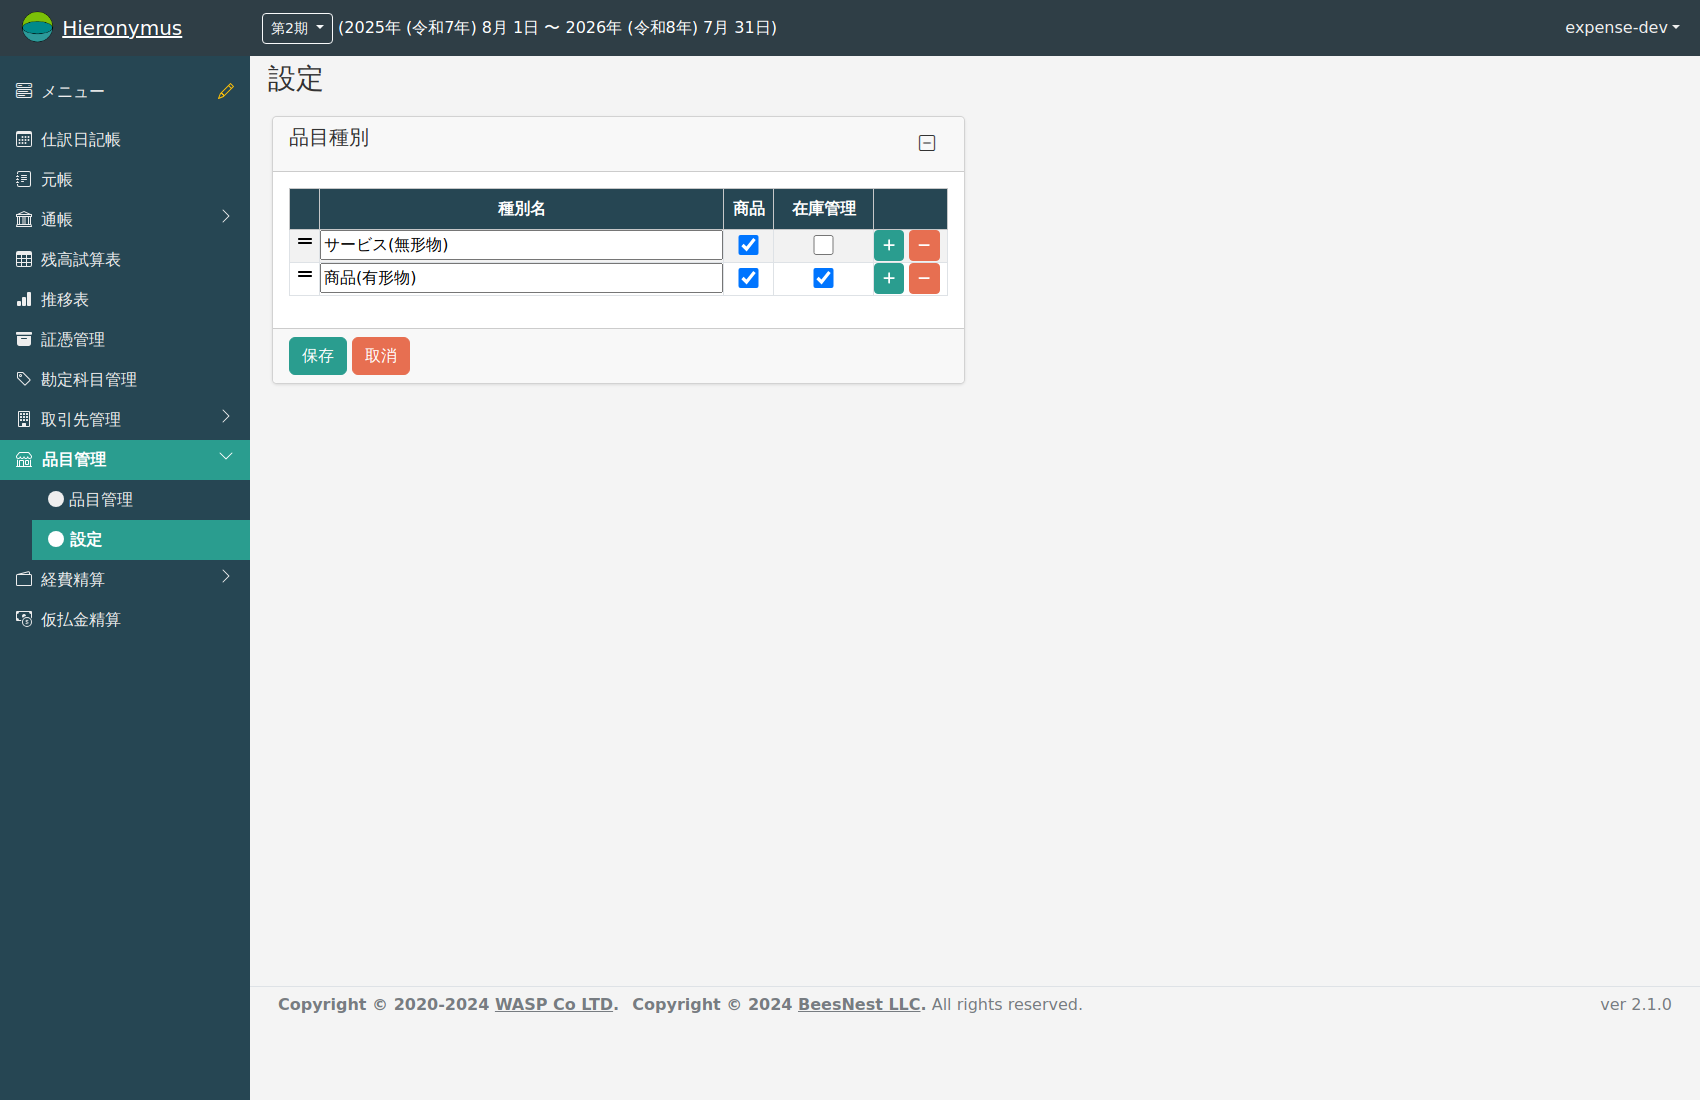 Hieronymus
第2期 (2025年 (令和7年) 8月 1日 〜 2026年 (令和8年) 7月 31日)
expense-dev
メニュー
仕訳日記帳
元帳
通帳
残高試算表
推移表
証憑管理
勘定科目管理
取引先管理
品目管理
品目管理
設定
経費精算
仮払金精算
設定
品目種別
種別名 商品 在庫管理
サービス(無形物)
商品(有形物)
保存 取消
Copyright © 2020-2024 WASP Co LTD. Copyright © 2024 BeesNest LLC. All rights reserved.
ver 2.1.0